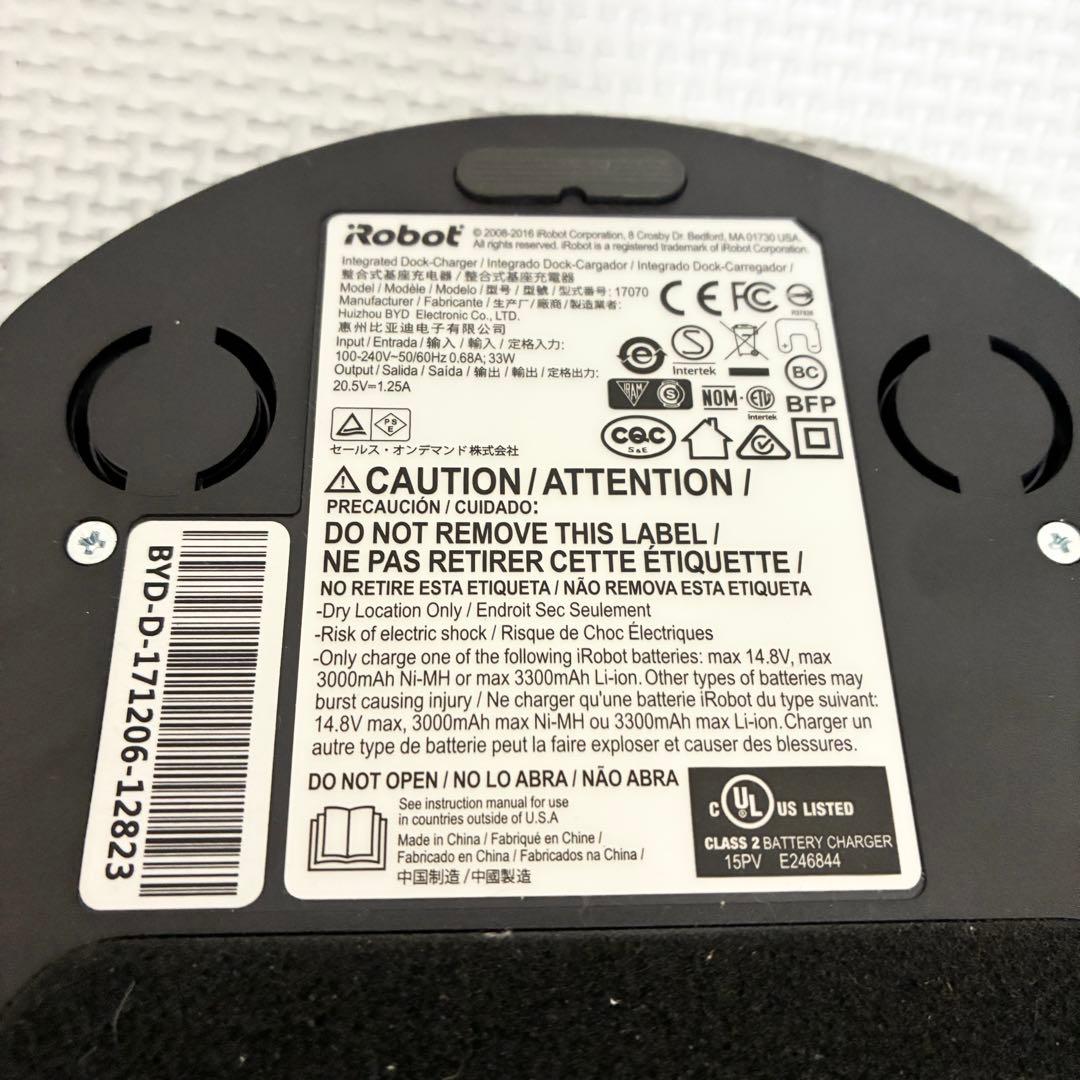 iRobot
© 2008-2016 iRobot Corporation, 8 Crosby Dr. Bedford, MA 01730 USA.
All rights reserved. iRobot is a registered trademark of iRobot Corporation.
Integrated Dock-Charger / Integrado Dock-Cargador / Integrado Dock-Carregador /
整合式基座充电器 / 整合式基座充電器
Model / Modèle / Modelo / 型号 / 型號 / 型式番号: 17070
Manufacturer / Fabricante / 生产厂 / 廠商 / 製造業者:
Huizhou BYD Electronic Co., LTD.
惠州比亚迪电子有限公司
Input / Entrada / 输入 / 輸入 / 定格入力:
100-240V~50/60Hz 0.68A; 33W
Output / Salida / Saída / 输出 / 輸出 / 定格出力:
20.5V⎓1.25A
CE FC
Intertek
BC
IRAM S
NOM ETL
Intertek
BFP
CQC
S&E
PS
E
セールス・オンデマンド株式会社
CAUTION / ATTENTION /
PRECAUCIÓN / CUIDADO:
DO NOT REMOVE THIS LABEL /
NE PAS RETIRER CETTE ÉTIQUETTE /
NO RETIRE ESTA ETIQUETA / NÃO REMOVA ESTA ETIQUETA
-Dry Location Only / Endroit Sec Seulement
-Risk of electric shock / Risque de Choc Électriques
-Only charge one of the following iRobot batteries: max 14.8V, max
3000mAh Ni-MH or max 3300mAh Li-ion. Other types of batteries may
burst causing injury / Ne charger qu'une batterie iRobot du type suivant:
14.8V max, 3000mAh max Ni-MH ou 3300mAh max Li-ion. Charger un
autre type de batterie peut la faire exploser et causer des blessures.
DO NOT OPEN / NO LO ABRA / NÃO ABRA
See instruction manual for use
in countries outside of U.S.A
Made in China / Fabriqué en Chine /
Fabricado en China / Fabricados na China /
中国制造 / 中國製造
C UL US LISTED
CLASS 2 BATTERY CHARGER
15PV E246844
BYD-D-171206-12823